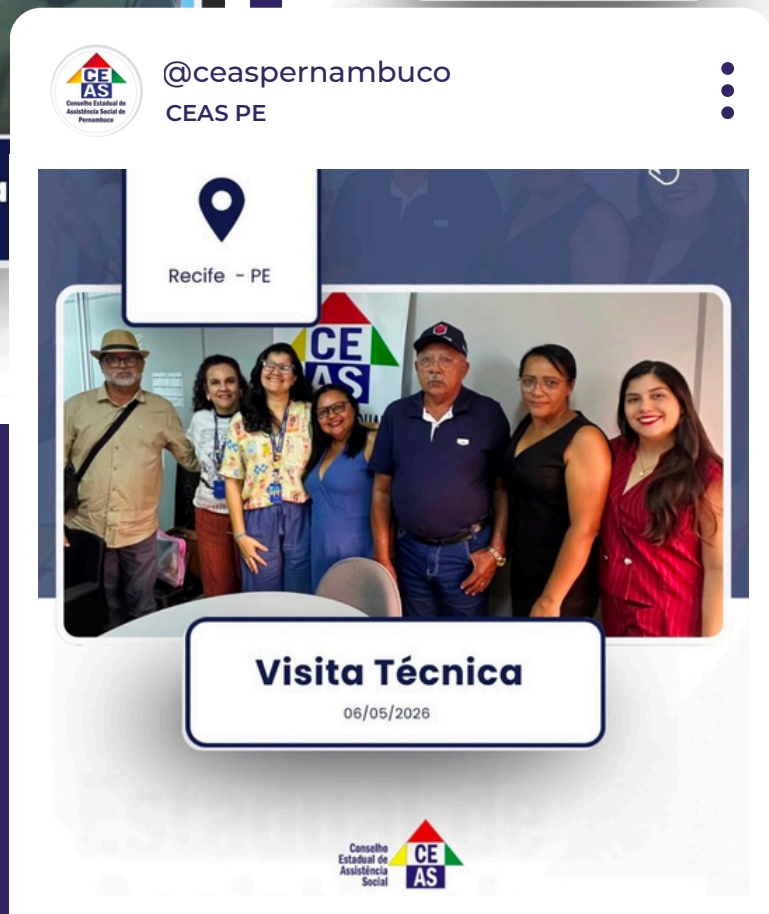 CE
AS
Conselho Estadual de
Assistência Social de
Pernambuco
@ceaspernambuco
CEAS PE
Recife - PE
CE
AS
Visita Técnica
06/05/2026
Conselho
Estadual de
Assistência
Social
CE
AS